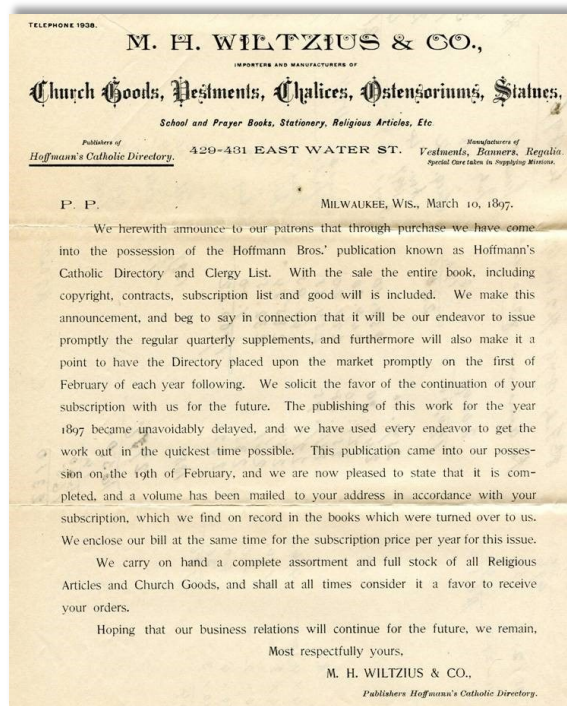 TELEPHONE 1938.
M. H. WILTZIUS & CO.,
IMPORTERS AND MANUFACTURERS OF
Church Goods, Vestments, Chalices, Ostensoriums, Statues,
School and Prayer Books, Stationery, Religious Articles, Etc
Publishers of
Hoffmann's Catholic Directory.
429-431 EAST WATER ST.
Manufacturers of
Vestments, Banners, Regalia.
Special Care taken in Supplying Missions.
P. P. MILWAUKEE, WIS., March 10, 1897.
We herewith announce to our patrons that through purchase we have come
into the possession of the Hoffmann Bros.' publication known as Hoffmann's
Catholic Directory and Clergy List. With the sale the entire book, including
copyright, contracts, subscription list and good will is included. We make this
announcement, and beg to say in connection that it will be our endeavor to issue
promptly the regular quarterly supplements, and furthermore will also make it a
point to have the Directory placed upon the market promptly on the first of
February of each year following. We solicit the favor of the continuation of your
subscription with us for the future. The publishing of this work for the year
1897 became unavoidably delayed, and we have used every endeavor to get the
work out in the quickest time possible. This publication came into our posses-
sion on the 19th of February, and we are now pleased to state that it is com-
pleted, and a volume has been mailed to your address in accordance with your
subscription, which we find on record in the books which were turned over to us.
We enclose our bill at the same time for the subscription price per year for this issue.
We carry on hand a complete assortment and full stock of all Religious
Articles and Church Goods, and shall at all times consider it a favor to receive
your orders.
Hoping that our business relations will continue for the future, we remain,
Most respectfully yours,
M. H. WILTZIUS & CO.,
Publishers Hoffmann's Catholic Directory.